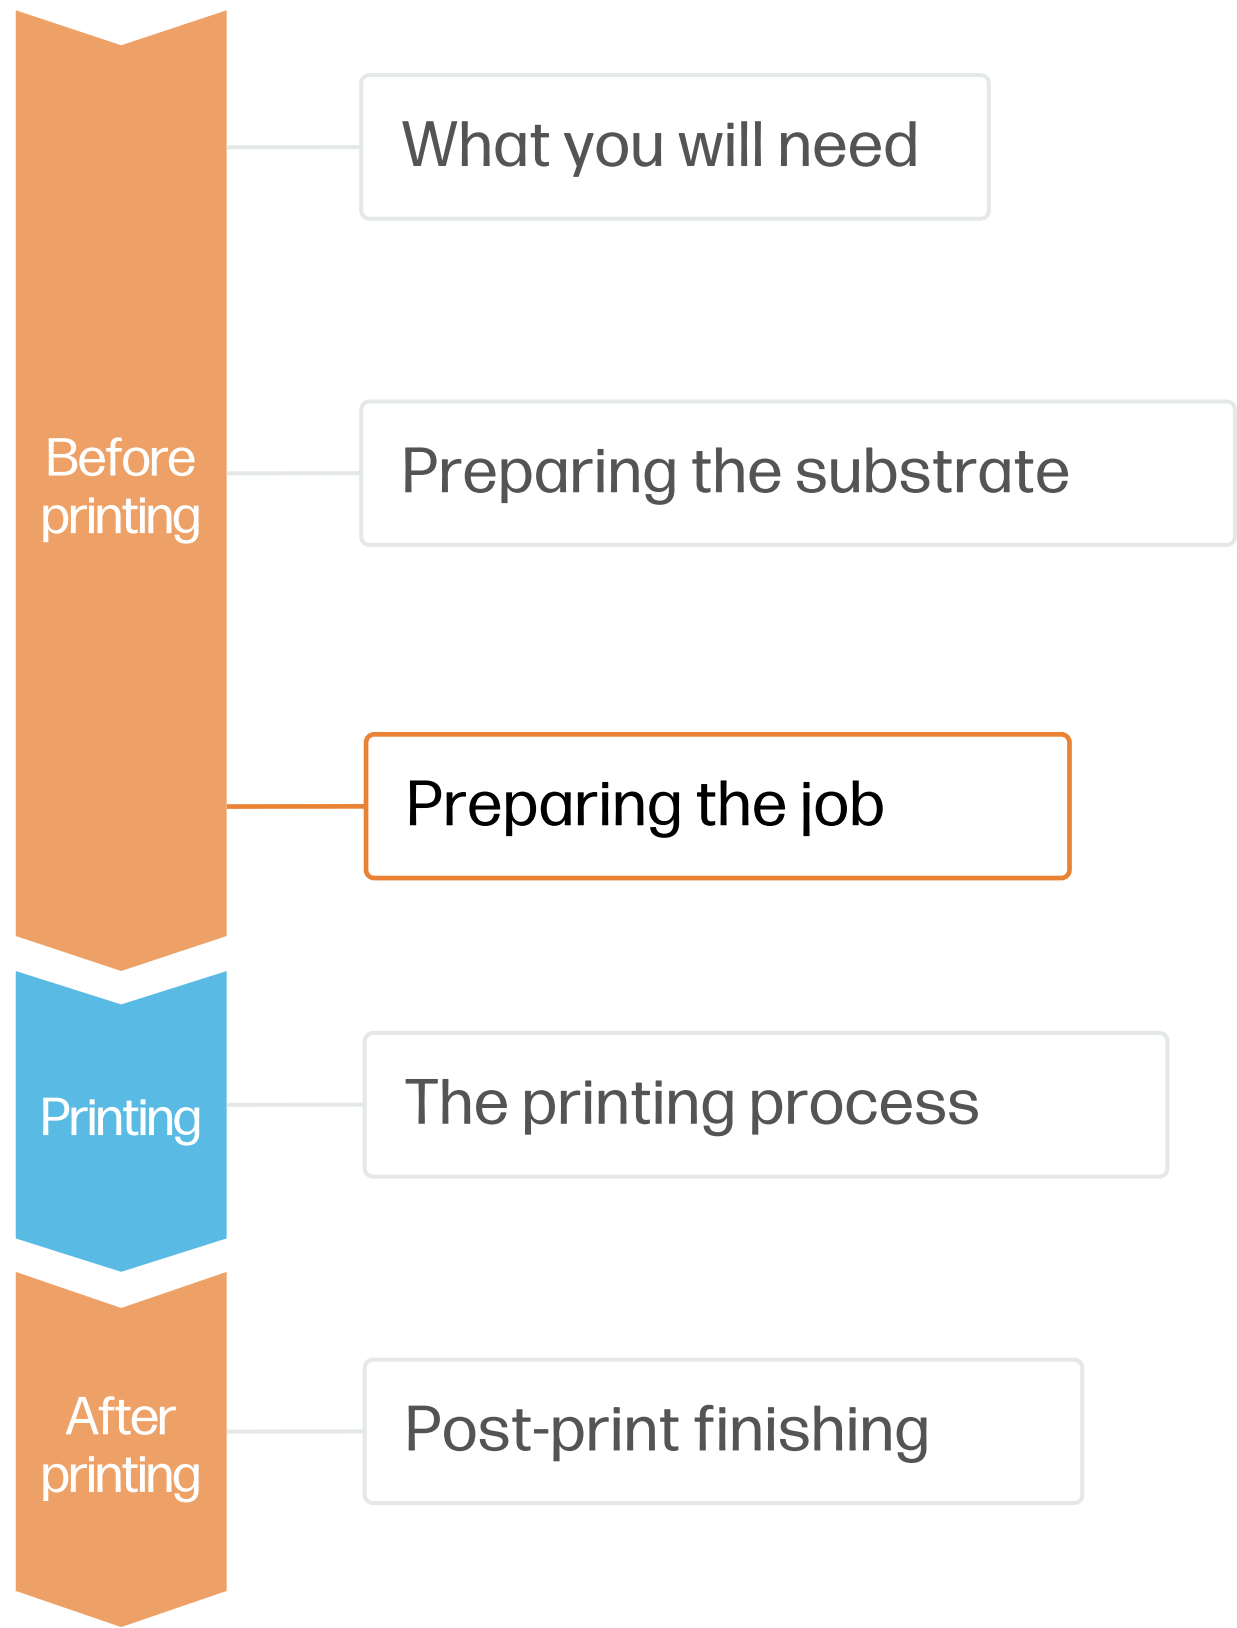 What you will need
Before
printing
Preparing the substrate
Preparing the job
Printing
The printing process
After
printing
Post-print finishing